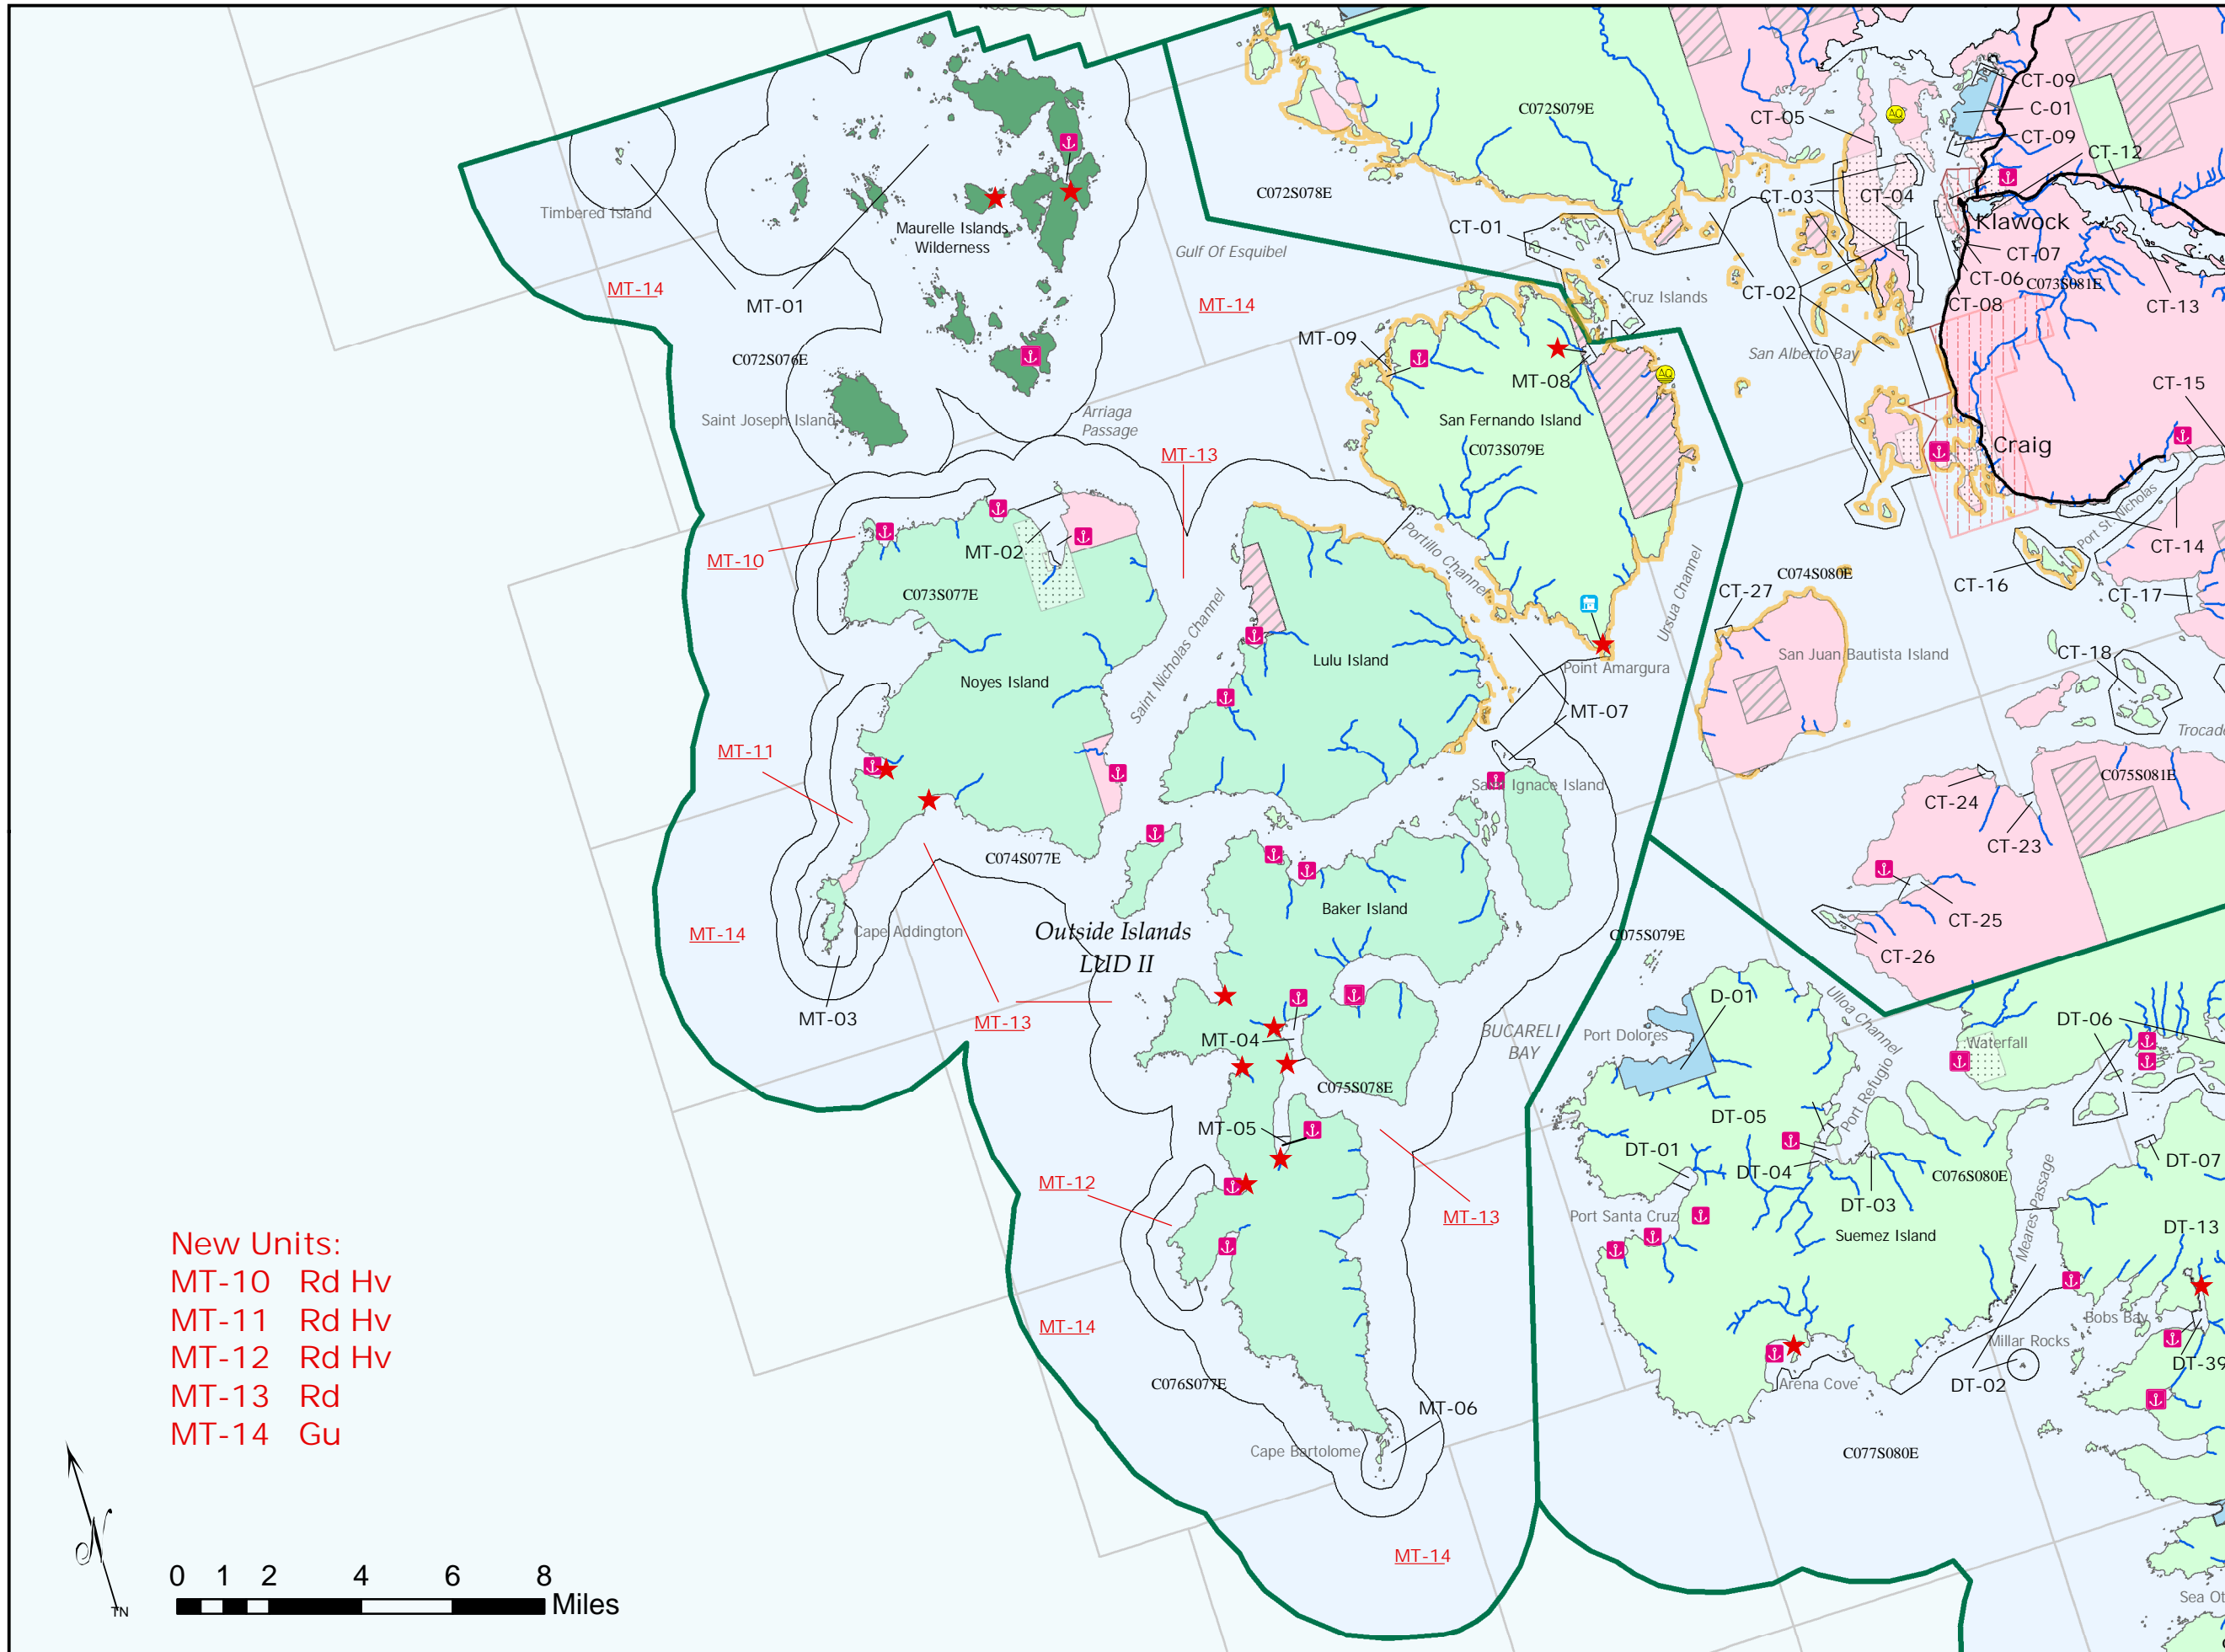 CT-09
C-01
CT-05
CT-09
C072S079E
CT-12
C072S078E
CT-03
CT-04
Timbered Island
Maurelle Islands
Wilderness
Klawock
CT-01
Gulf Of Esquibel
CT-07
CT-06
C073S081E
MT-14
MT-01
MT-14
Cruz Islands
CT-02
CT-08
CT-13
MT-09
C072S076E
San Alberto Bay
MT-08
CT-15
Saint Joseph Island
Arriaga
Passage
San Fernando Island
C073S079E
Craig
MT-13
Port St. Nicholas
MT-02
MT-10
Portillo Channel
CT-14
C074S080E
CT-16
C073S077E
CT-27
CT-17
Saint Nicholas Channel
Ursua Channel
Lulu Island
Point Amargura
San Juan Bautista Island
CT-18
Noyes Island
MT-07
Trocad
MT-11
Saint Ignace Island
C075S081E
CT-24
CT-23
C074S077E
Baker Island
CT-25
MT-14
Cape Addington
Outside Islands
LUD II
C075S079E
CT-26
D-01
Ulloa Channel
MT-03
MT-13
MT-04
BUCARELI
BAY
Port Dolores
Waterfall
DT-06
C075S078E
Port Refugio
DT-05
MT-05
DT-01
DT-04
DT-07
C076S080E
MT-12
DT-03
MT-13
Port Santa Cruz
Suemez Island
Meares Passage
DT-13
New Units:
MT-10 Rd Hv
MT-11 Rd Hv
MT-12 Rd Hv
MT-13 Rd
MT-14 Gu
MT-14
Bobs Bay
Millar Rocks
DT-39
C076S077E
Arena Cove
DT-02
MT-06
Cape Bartolome
C077S080E
MT-14
N
TN
0 1 2 4 6 8
Miles
Sea Ot
AQ
AQ